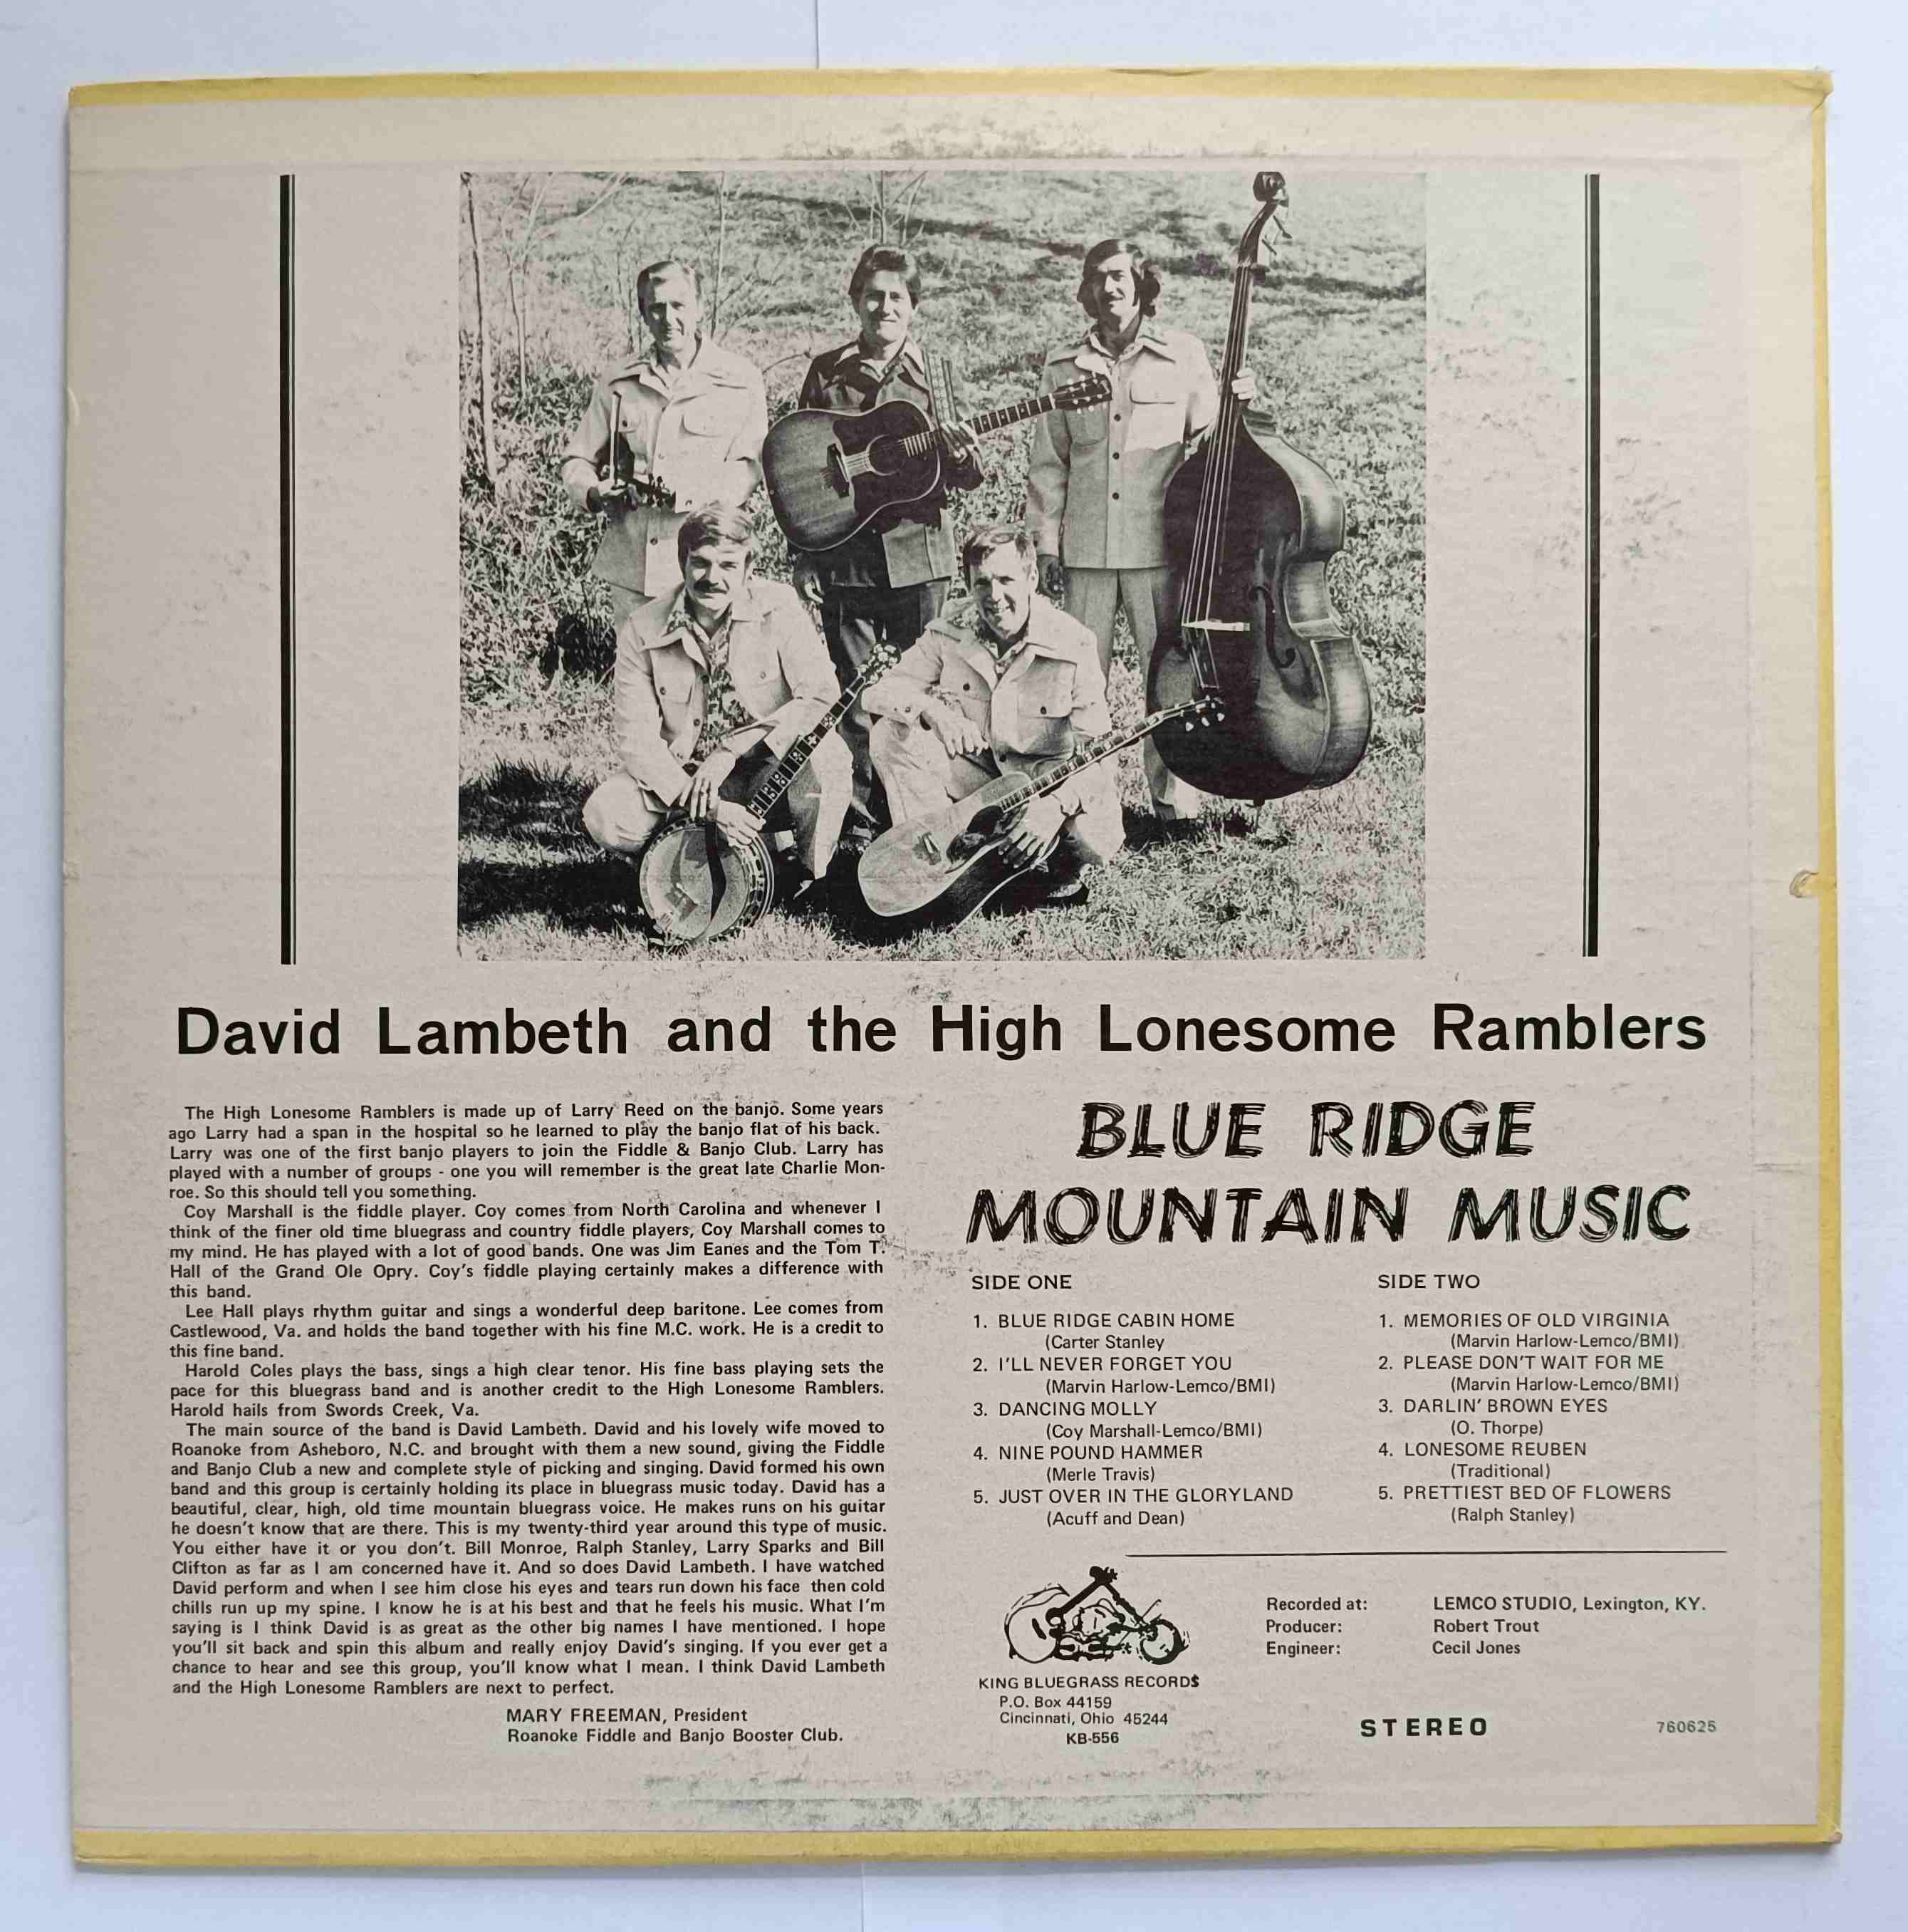 David Lambeth and the High Lonesome Ramblers
The High Lonesome Ramblers is made up of Larry Reed on the banjo. Some years
ago Larry had a span in the hospital so he learned to play the banjo flat of his back.
Larry was one of the first banjo players to join the Fiddle & Banjo Club. Larry has
played with a number of groups - one you will remember is the great late Charlie Mon-
roe. So this should tell you something.
Coy Marshall is the fiddle player. Coy comes from North Carolina and whenever I
think of the finer old time bluegrass and country fiddle players, Coy Marshall comes to
my mind. He has played with a lot of good bands. One was Jim Eanes and the Tom T.
Hall of the Grand Ole Opry. Coy's fiddle playing certainly makes a difference with
this band.
Lee Hall plays rhythm guitar and sings a wonderful deep baritone. Lee comes from
Castlewood, Va. and holds the band together with his fine M.C. work. He is a credit to
this fine band.
Harold Coles plays the bass, sings a high clear tenor. His fine bass playing sets the
pace for this bluegrass band and is another credit to the High Lonesome Ramblers.
Harold hails from Swords Creek, Va.
The main source of the band is David Lambeth. David and his lovely wife moved to
Roanoke from Asheboro, N.C. and brought with them a new sound, giving the Fiddle
and Banjo Club a new and complete style of picking and singing. David formed his own
band and this group is certainly holding its place in bluegrass music today. David has a
beautiful, clear, high, old time mountain bluegrass voice. He makes runs on his guitar
he doesn't know that are there. This is my twenty-third year around this type of music.
You either have it or you don't. Bill Monroe, Ralph Stanley, Larry Sparks and Bill
Clifton as far as I am concerned have it. And so does David Lambeth. I have watched
David perform and when I see him close his eyes and tears run down his face then cold
chills run up my spine. I know he is at his best and that he feels his music. What I'm
saying is I think David is as great as the other big names I have mentioned. I hope
you'll sit back and spin this album and really enjoy David's singing. If you ever get a
chance to hear and see this group, you'll know what I mean. I think David Lambeth
and the High Lonesome Ramblers are next to perfect.
MARY FREEMAN, President
Roanoke Fiddle and Banjo Booster Club.
BLUE RIDGE
MOUNTAIN MUSIC
SIDE ONE
1. BLUE RIDGE CABIN HOME
(Carter Stanley
2. I'LL NEVER FORGET YOU
(Marvin Harlow-Lemco/BMI)
3. DANCING MOLLY
(Coy Marshall-Lemco/BMI)
4. NINE POUND HAMMER
(Merle Travis)
5. JUST OVER IN THE GLORYLAND
(Acuff and Dean)
SIDE TWO
1. MEMORIES OF OLD VIRGINIA
(Marvin Harlow-Lemco/BMI)
2. PLEASE DON'T WAIT FOR ME
(Marvin Harlow-Lemco/BMI)
3. DARLIN' BROWN EYES
(O. Thorpe)
4. LONESOME REUBEN
(Traditional)
5. PRETTIEST BED OF FLOWERS
(Ralph Stanley)
KING BLUEGRASS RECORDS
P.O. Box 44159
Cincinnati, Ohio 45244
KB-556
Recorded at: LEMCO STUDIO, Lexington, KY.
Producer: Robert Trout
Engineer: Cecil Jones
STEREO
760625